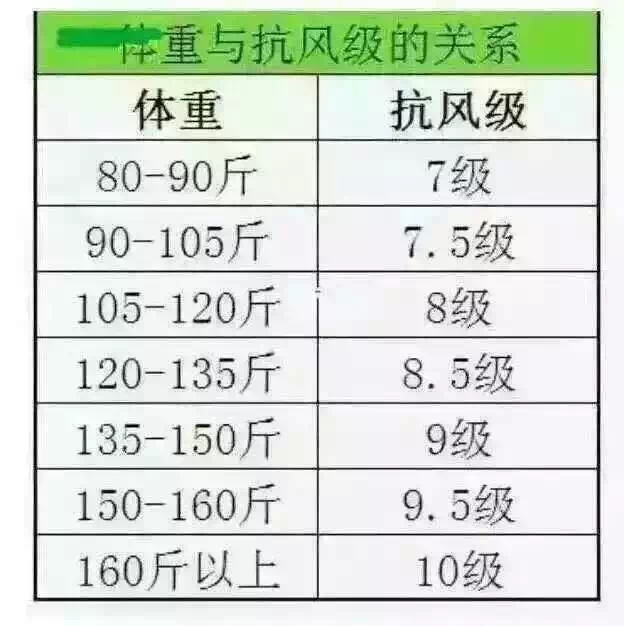 体重与抗风级的关系
体重 抗风级
80-90斤 7级
90-105斤 7.5级
105-120斤 8级
120-135斤 8.5级
135-150斤 9级
150-160斤 9.5级
160斤以上 10级